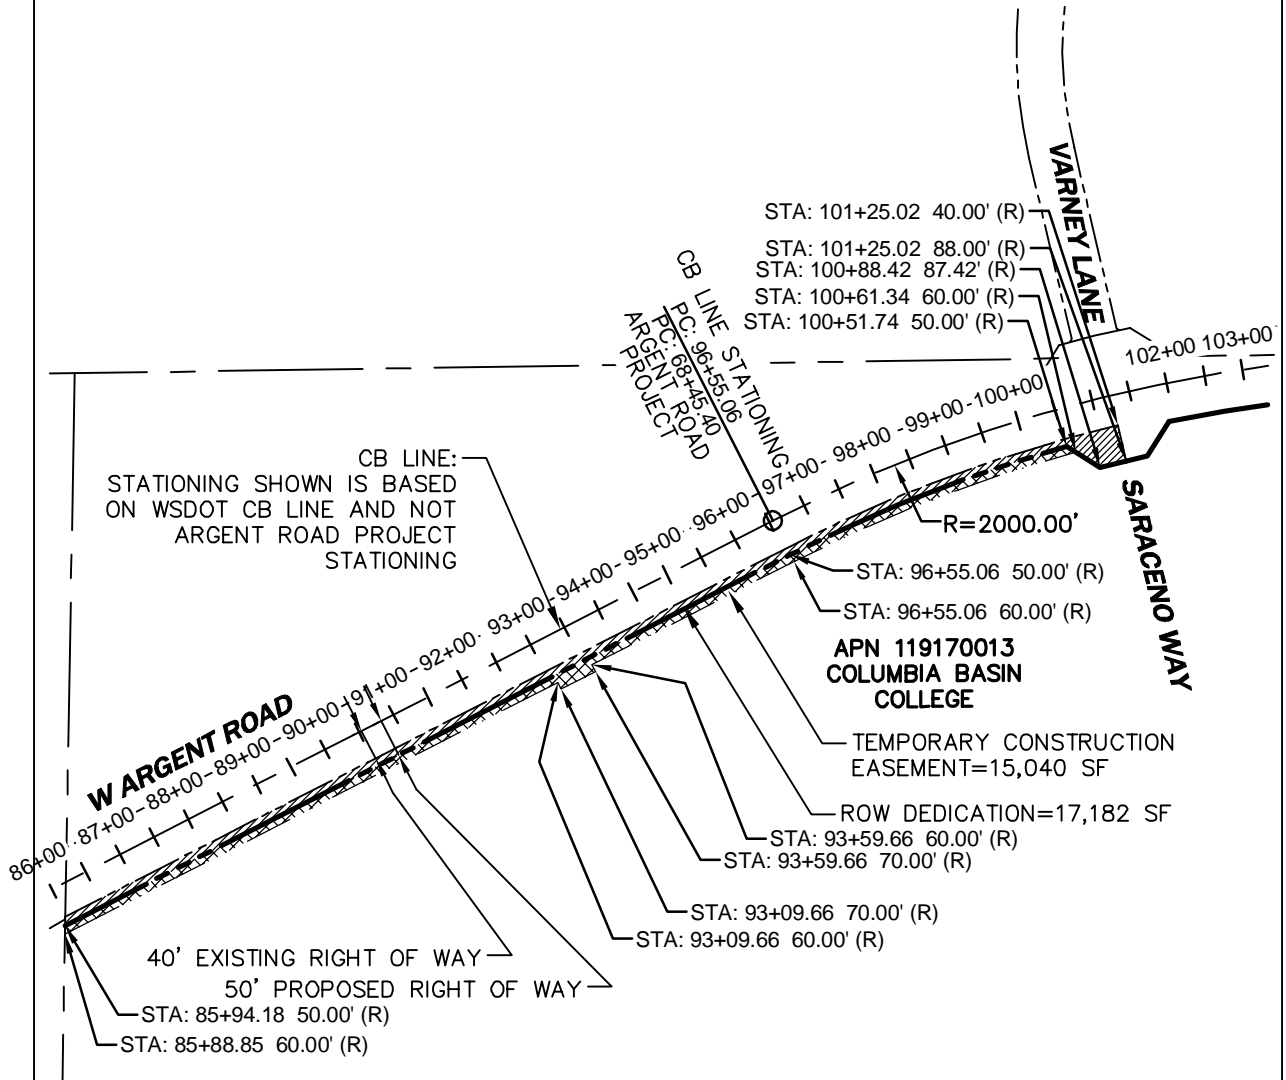 VARNEY LANE
STA: 101+25.02 40.00' (R)
STA: 101+25.02 88.00' (R)
STA: 100+88.42 87.42' (R)
STA: 100+61.34 60.00' (R)
STA: 100+51.74 50.00' (R)
CB LINE STATIONING
PC: 96+55.06
PC: 68+45.40
ARGENT ROAD
PROJECT
102+00
103+00
100+00
99+00
98+00
97+00
96+00
95+00
94+00
93+00
92+00
91+00
90+00
89+00
88+00
87+00
86+00
CB LINE:
STATIONING SHOWN IS BASED
ON WSDOT CB LINE AND NOT
ARGENT ROAD PROJECT
STATIONING
R=2000.00'
SARACENO WAY
STA: 96+55.06 50.00' (R)
STA: 96+55.06 60.00' (R)
APN 119170013
COLUMBIA BASIN
COLLEGE
W ARGENT ROAD
TEMPORARY CONSTRUCTION
EASEMENT=15,040 SF
ROW DEDICATION=17,182 SF
STA: 93+59.66 60.00' (R)
STA: 93+59.66 70.00' (R)
STA: 93+09.66 70.00' (R)
STA: 93+09.66 60.00' (R)
40' EXISTING RIGHT OF WAY
50' PROPOSED RIGHT OF WAY
STA: 85+94.18 50.00' (R)
STA: 85+88.85 60.00' (R)